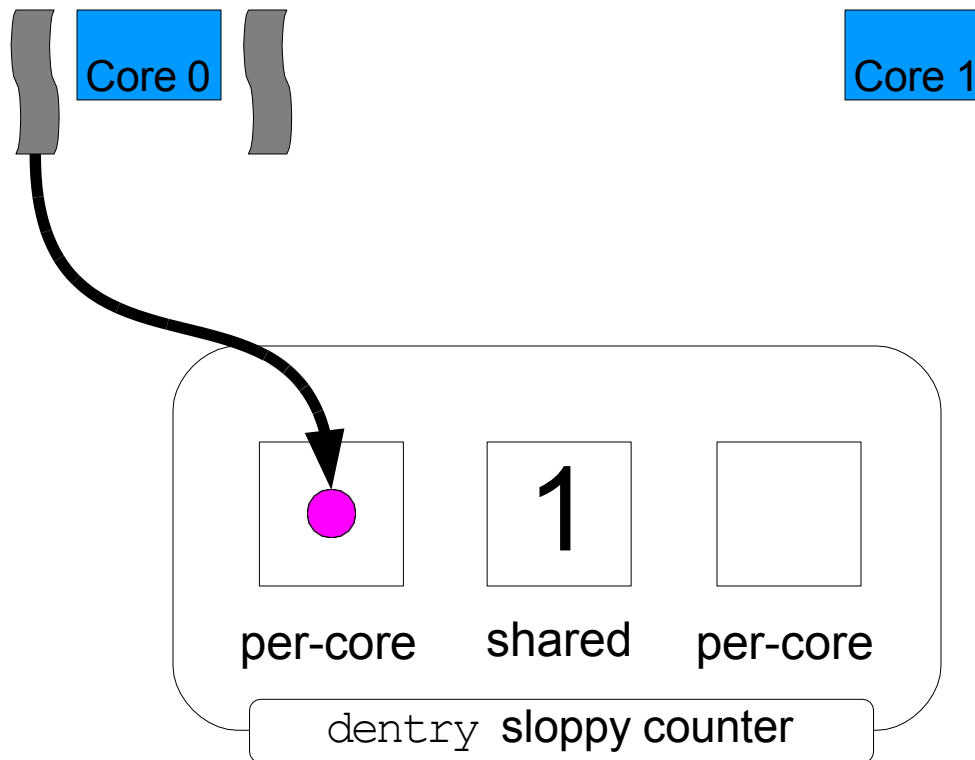 Core 0
Core 1
1
per-core
shared
per-core
dentry sloppy counter